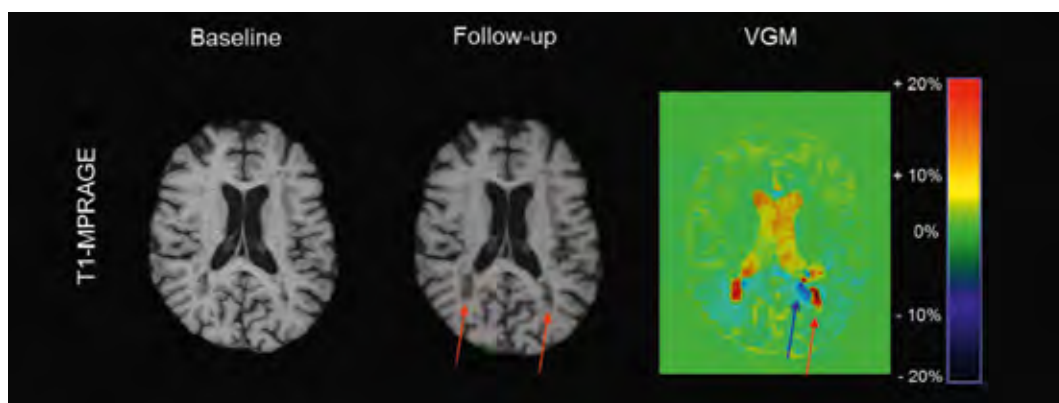 Baseline
Follow-up
VGM
T1-MPRAGE
+ 20%
+ 10%
0%
- 10%
- 20%